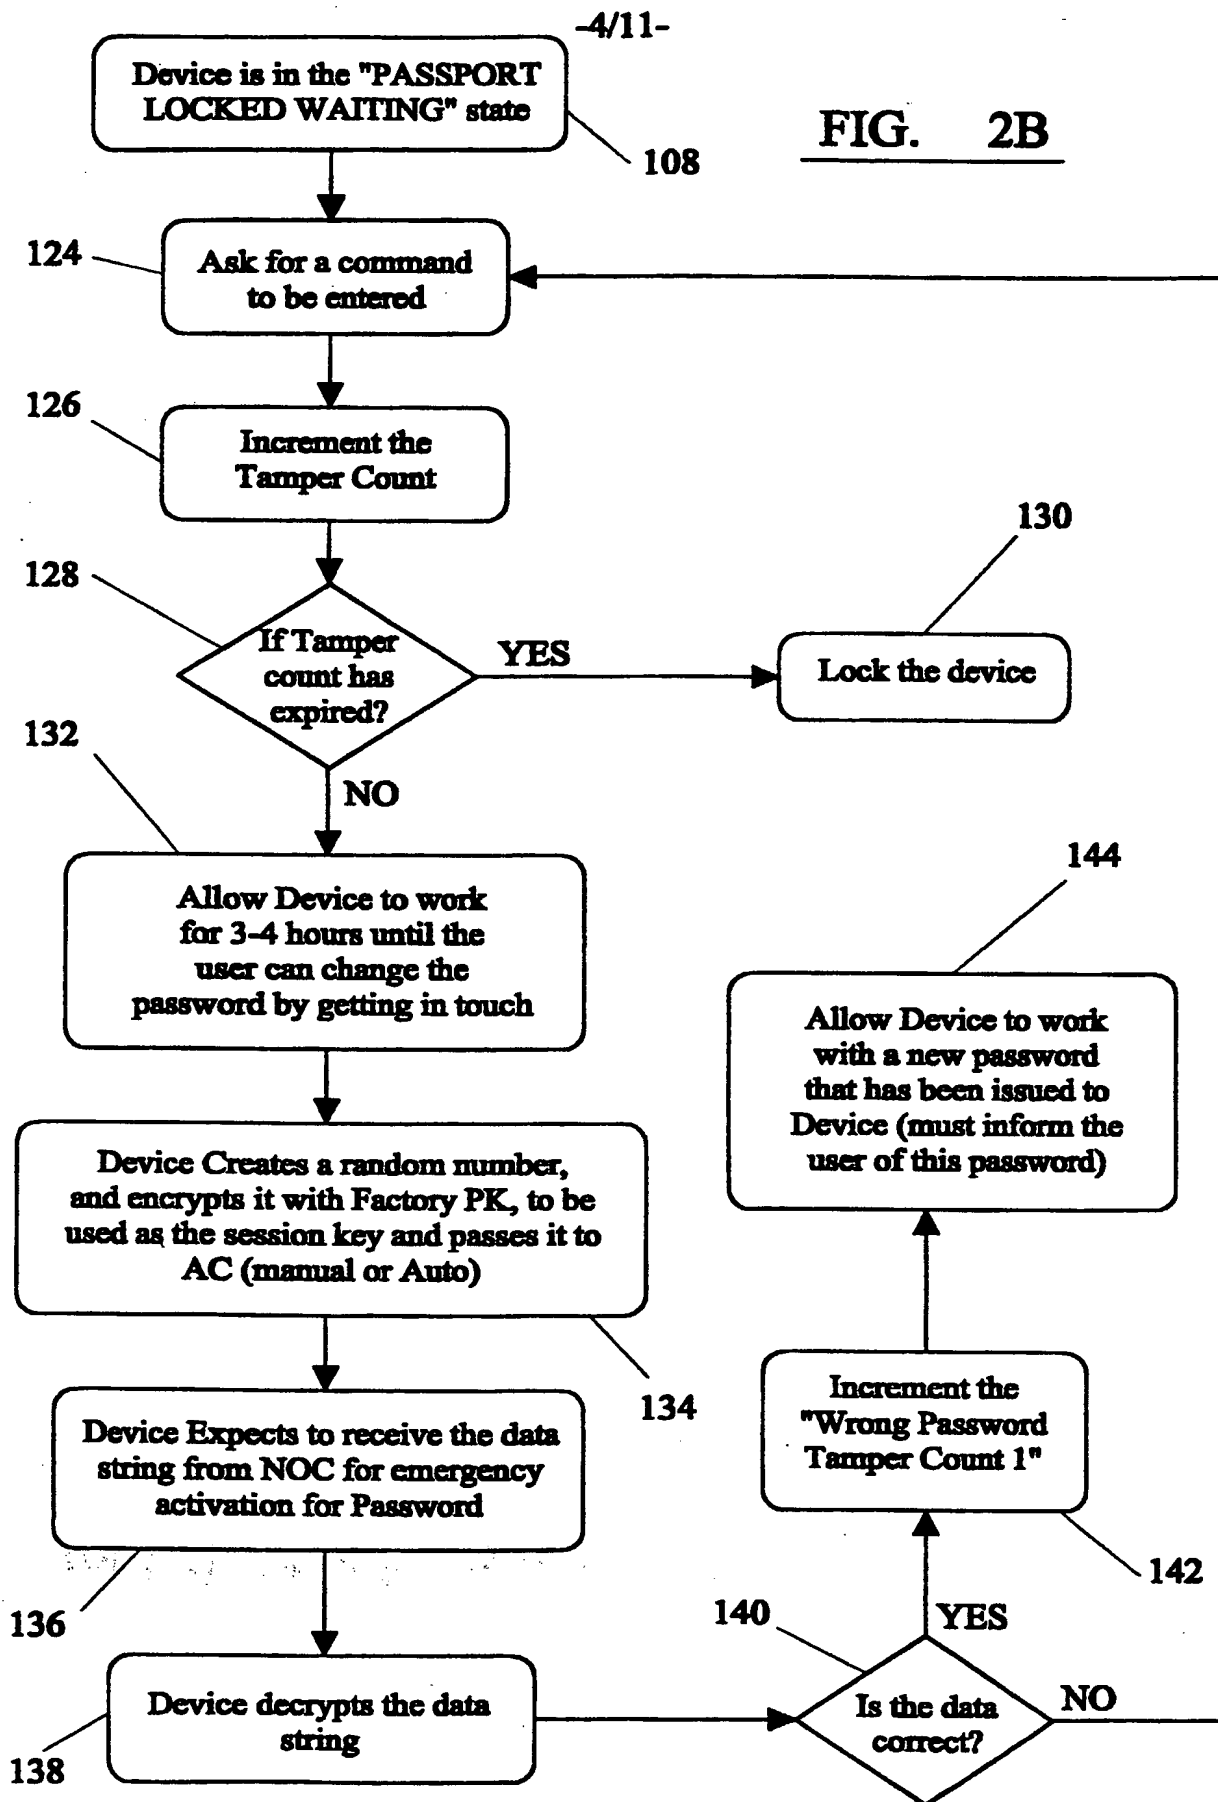 -4/11-
Device is in the "PASSPORT
LOCKED WAITING" state
FIG. 2B
108
124
Ask for a command
to be entered
126
Increment the
Tamper Count
130
128
If Tamper
count has
expired?
YES
Lock the device
132
NO
Allow Device to work
for 3-4 hours until the
user can change the
password by getting in touch
144
Allow Device to work
with a new password
that has been issued to
Device (must inform the
user of this password)
Device Creates a random number,
and encrypts it with Factory PK, to be
used as the session key and passes it to
AC (manual or Auto)
134
Increment the
"Wrong Password
Tamper Count 1"
142
Device Expects to receive the data
string from NOC for emergency
activation for Password
136
140
YES
Device decrypts the data
string
138
Is the data
correct?
NO